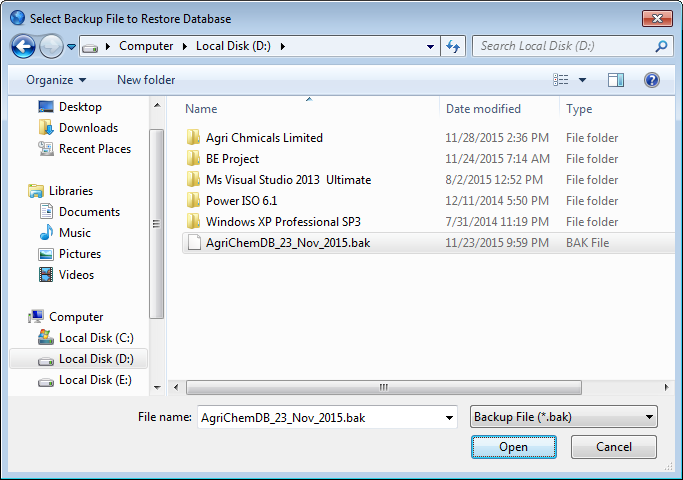 Select Backup File to Restore Database
Computer Local Disk (D:) Search Local Disk (D:)
Organize New folder
Desktop
Downloads
Recent Places
Libraries
Documents
Music
Pictures
Videos
Computer
Local Disk (C:)
Local Disk (D:)
Local Disk (E:)
Name Date modified Type
Agri Chmicals Limited 11/28/2015 2:36 PM File folder
BE Project 11/24/2015 7:14 AM File folder
Ms Visual Studio 2013 Ultimate 8/2/2015 12:52 PM File folder
Power ISO 6.1 12/11/2014 5:50 PM File folder
Windows XP Professional SP3 7/31/2014 11:19 PM File folder
AgriChemDB_23_Nov_2015.bak 11/23/2015 9:59 PM BAK File
File name: AgriChemDB_23_Nov_2015.bak Backup File (*.bak)
Open Cancel